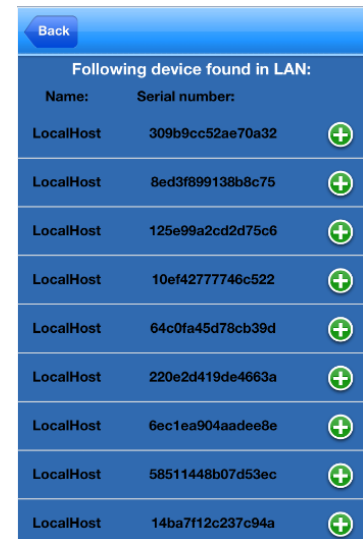 Back
Following device found in LAN:
Name: Serial number:
LocalHost 309b9cc52ae70a32
LocalHost 8ed3f899138b8c75
LocalHost 125e99a2cd2d75c6
LocalHost 10ef42777746c522
LocalHost 64c0fa45d78cb39d
LocalHost 220e2d419de4663a
LocalHost 6ec1ea904aadee8e
LocalHost 58511448b07d53ec
LocalHost 14ba7f12c237c94a